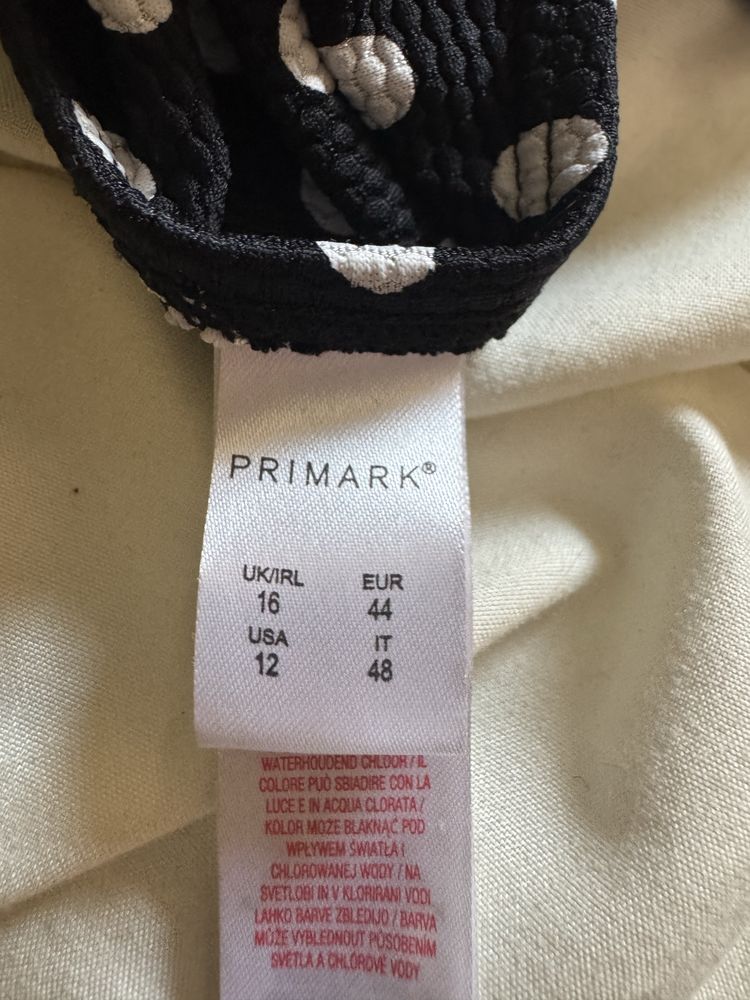 PRIMARK®
UK/IRL EUR
16 44
USA IT
12 48
WATERHOUDEND CHLOOR / IL
COLORE PUÒ SBIADIRE CON LA
LUCE E IN ACQUA CLORATA /
KOLOR MOŻE BLAKNĄĆ POD
WPŁYWEM ŚWIATŁA I
CHLOROWANEJ WODY / NA
SVETLOBI IN V KLORIRANI VODI
LAHKO BARVE ZBLEDIJO / BARVA
MŮŽE VYBLEDNOUT PŮSOBENÍM
SVĚTLA A CHLOROVÉ VODY